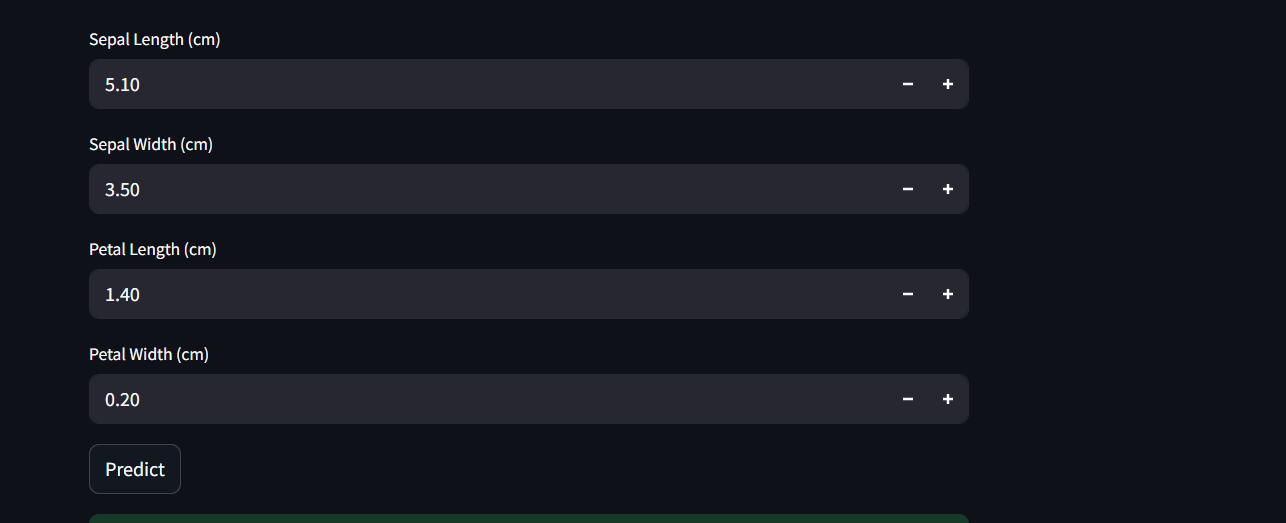 Sepal Length (cm)
5.10
Sepal Width (cm)
3.50
Petal Length (cm)
1.40
Petal Width (cm)
0.20
Predict